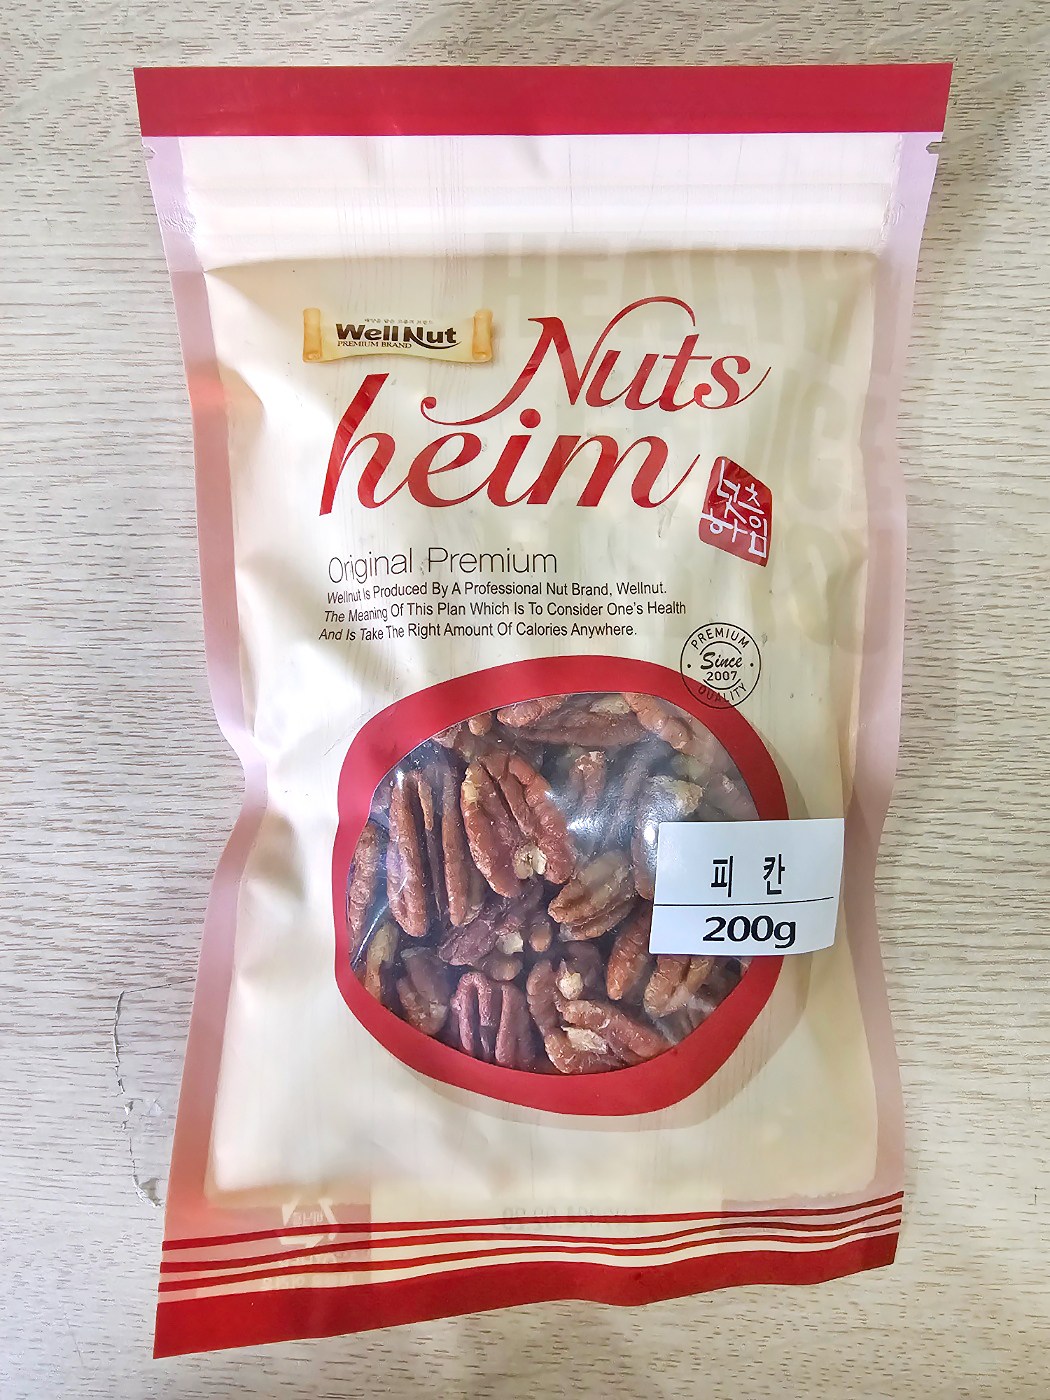 WellNut
PREMIUM BRAND
Nuts
heim
넛츠
하임
Original Premium
Wellnut Is Produced By A Professional Nut Brand, Wellnut.
The Meaning Of This Plan Which Is To Consider One's Health
And Is Take The Right Amount Of Calories Anywhere.
PREMIUM
Since
2007
QUALITY
피 칸
200g